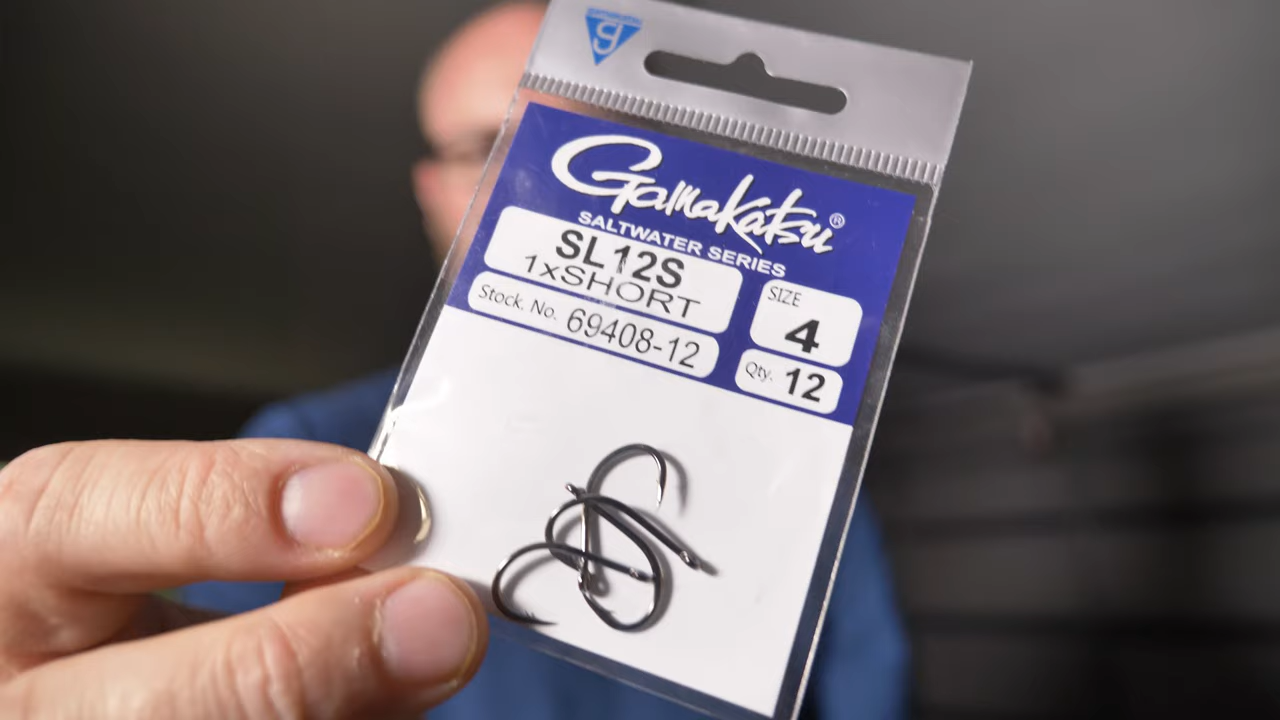 Gamakatsu®
SALTWATER SERIES
SL12S
1xSHORT
SIZE
4
Stock. No. 69408-12
Qty. 12